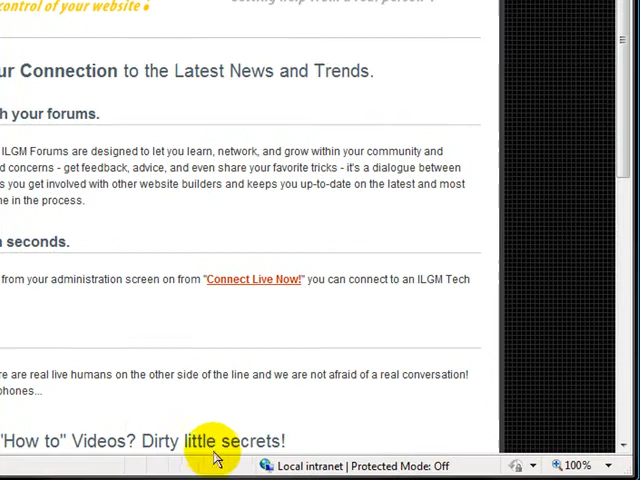 control of your website!
ur Connection to the Latest News and Trends.
h your forums.
ILGM Forums are designed to let you learn, network, and grow within your community and
d concerns - get feedback, advice, and even share your favorite tricks - it's a dialogue between
s you get involved with other website builders and keeps you up-to-date on the latest and most
ne in the process.
n seconds.
from your administration screen on from "Connect Live Now!" you can connect to an ILGM Tech
re are real live humans on the other side of the line and we are not afraid of a real conversation!
phones...
"How to" Videos? Dirty little secrets!
Local intranet | Protected Mode: Off
100%